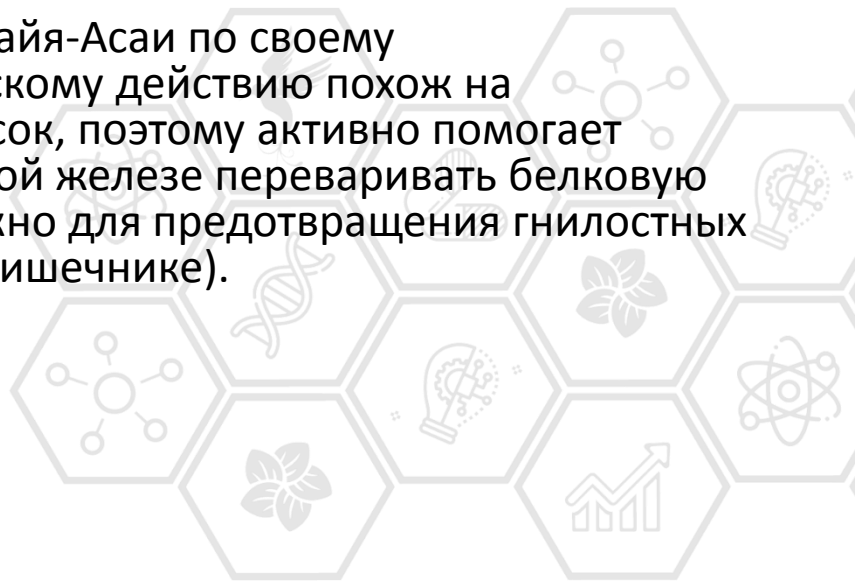 айя-Асаи по своему
скому действию похож на
сок, поэтому активно помогает
ой железе переваривать белковую
жно для предотвращения гнилостных
ишечнике).